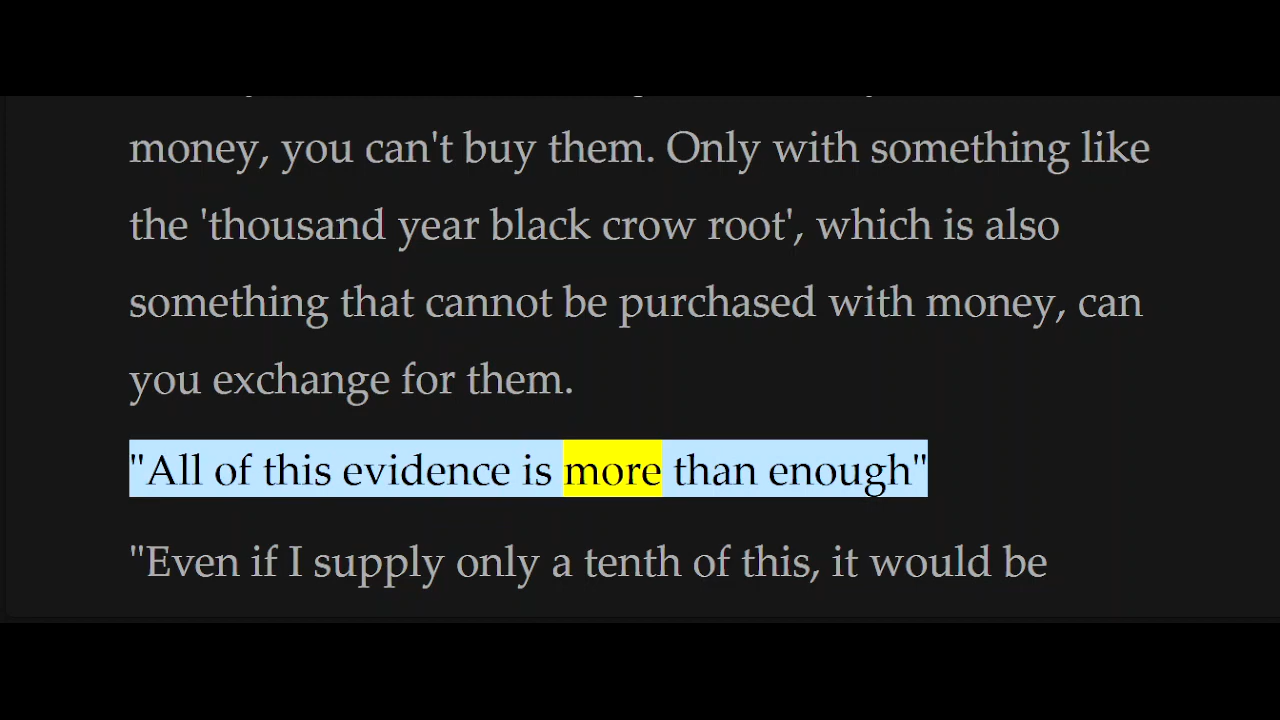 money, you can't buy them. Only with something like
the 'thousand year black crow root', which is also
something that cannot be purchased with money, can
you exchange for them.
"All of this evidence is more than enough"
"Even if I supply only a tenth of this, it would be